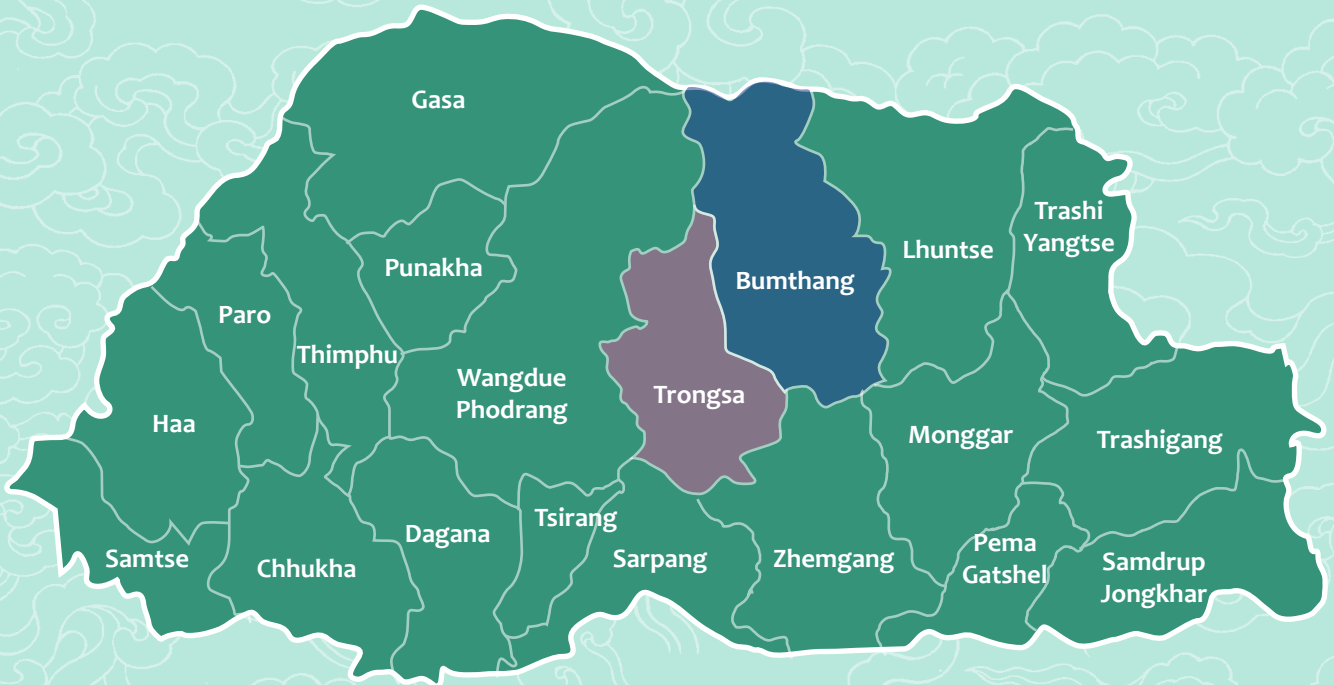 Gasa
Trashi
Yangtse
Lhuntse
Punakha
Bumthang
Paro
Thimphu
Wangdue
Phodrang
Trongsa
Haa
Monggar
Trashigang
Tsirang
Dagana
Pema
Gatshel
Samtse
Chhukha
Sarpang
Zhemgang
Samdrup
Jongkhar